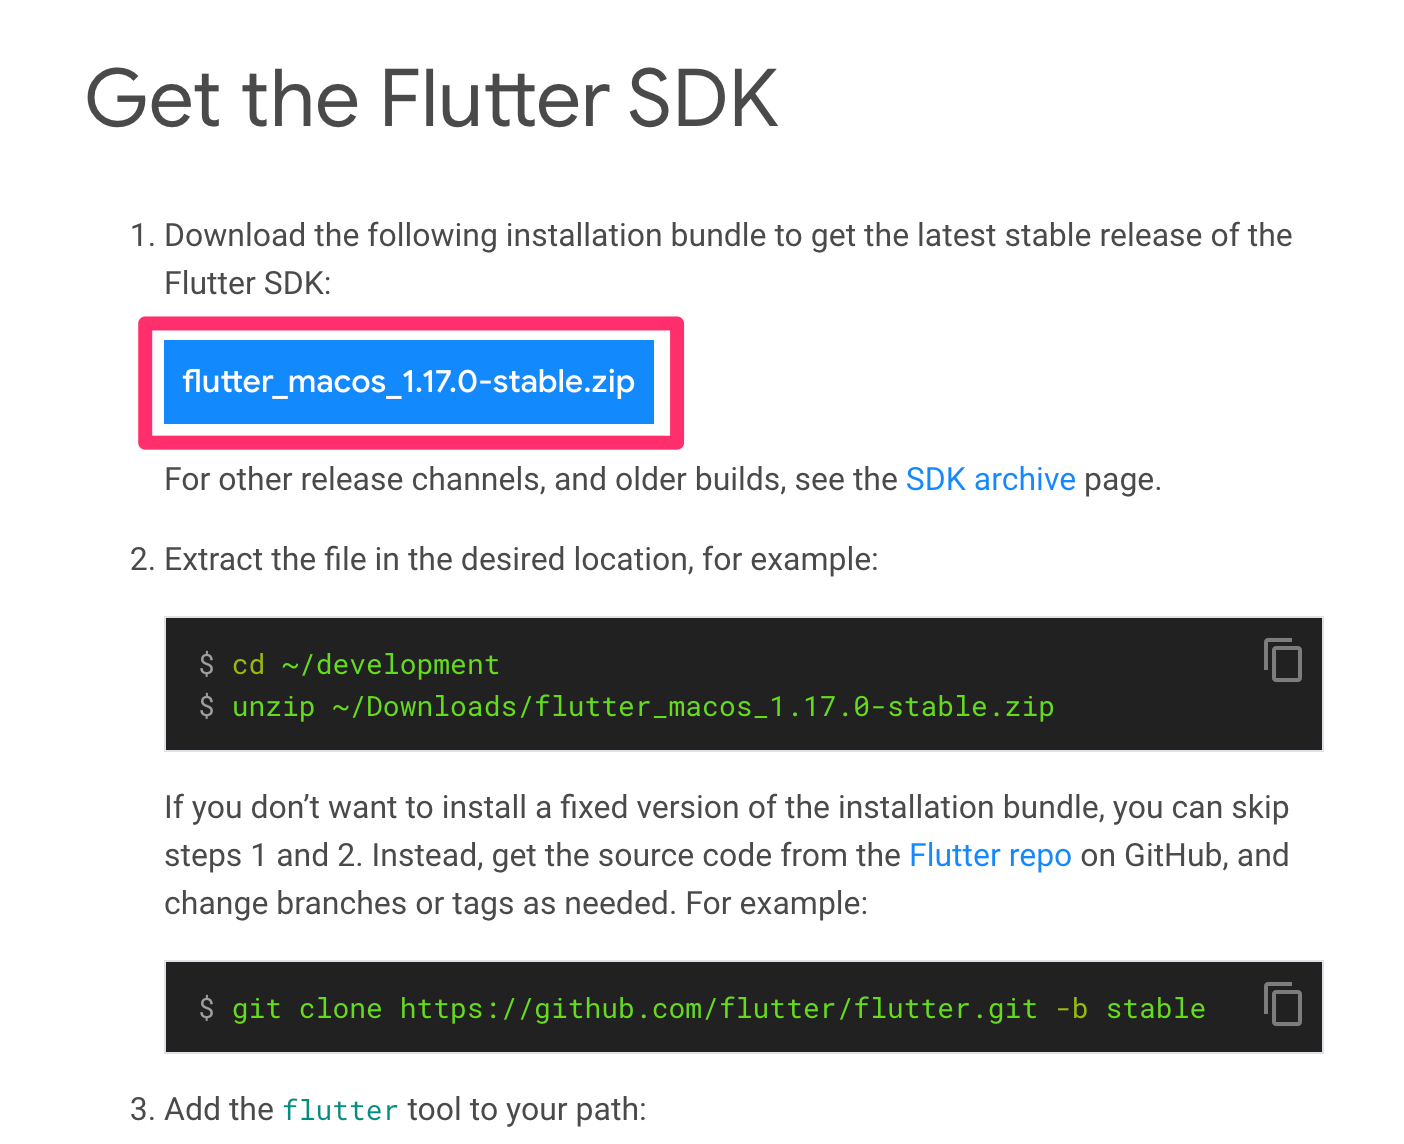 Get the Flutter SDK
1. Download the following installation bundle to get the latest stable release of the
Flutter SDK:
flutter_macos_1.17.0-stable.zip
For other release channels, and older builds, see the SDK archive page.
2. Extract the file in the desired location, for example:
$ cd ~/development
$ unzip ~/Downloads/flutter_macos_1.17.0-stable.zip
If you don’t want to install a fixed version of the installation bundle, you can skip
steps 1 and 2. Instead, get the source code from the Flutter repo on GitHub, and
change branches or tags as needed. For example:
$ git clone https://github.com/flutter/flutter.git -b stable
3. Add the flutter tool to your path: